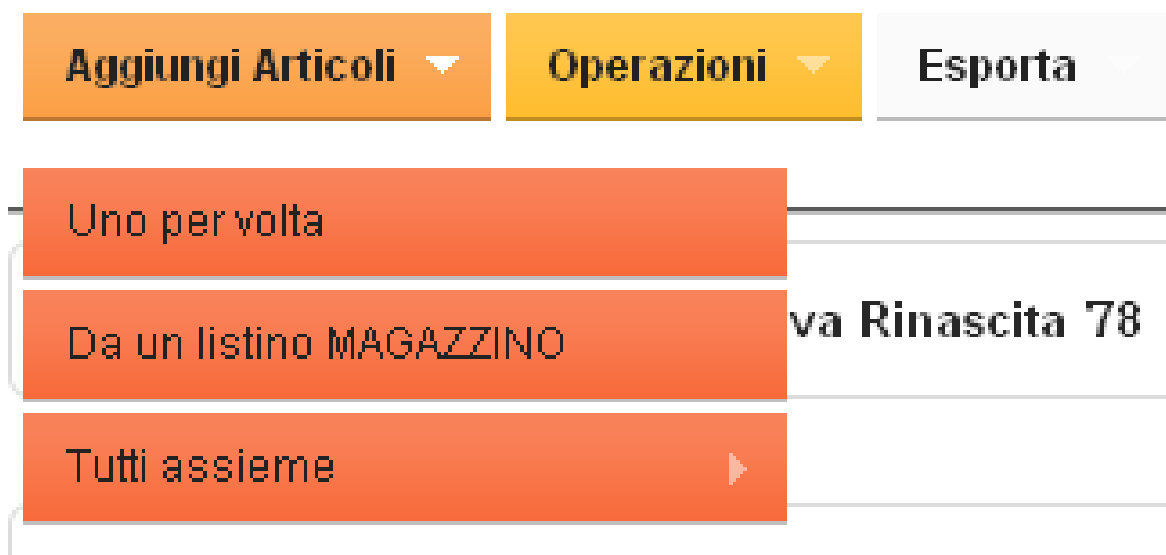 Aggiungi Articoli Operazioni Esporta
Uno per volta
Da un listino MAGAZZINO
va Rinascita '78
Tutti assieme